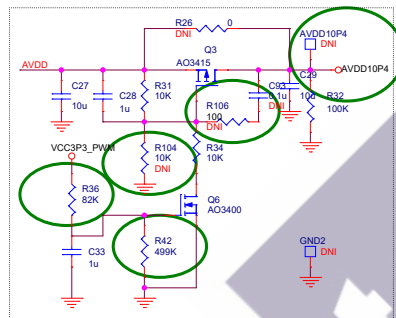 R26 0
DNI
AVDD10P4
DNI
Q3
AO3415
AVDD
AVDD10P4
C27
10u
C28
1u
R31
10K
C93
0.1u
DNI
C29
R32
100K
R106
100
DNI
VCC3P3_PWM
R104
10K
DNI
R34
10K
R36
82K
Q6
AO3400
C33
1u
R42
499K
GND2
DNI